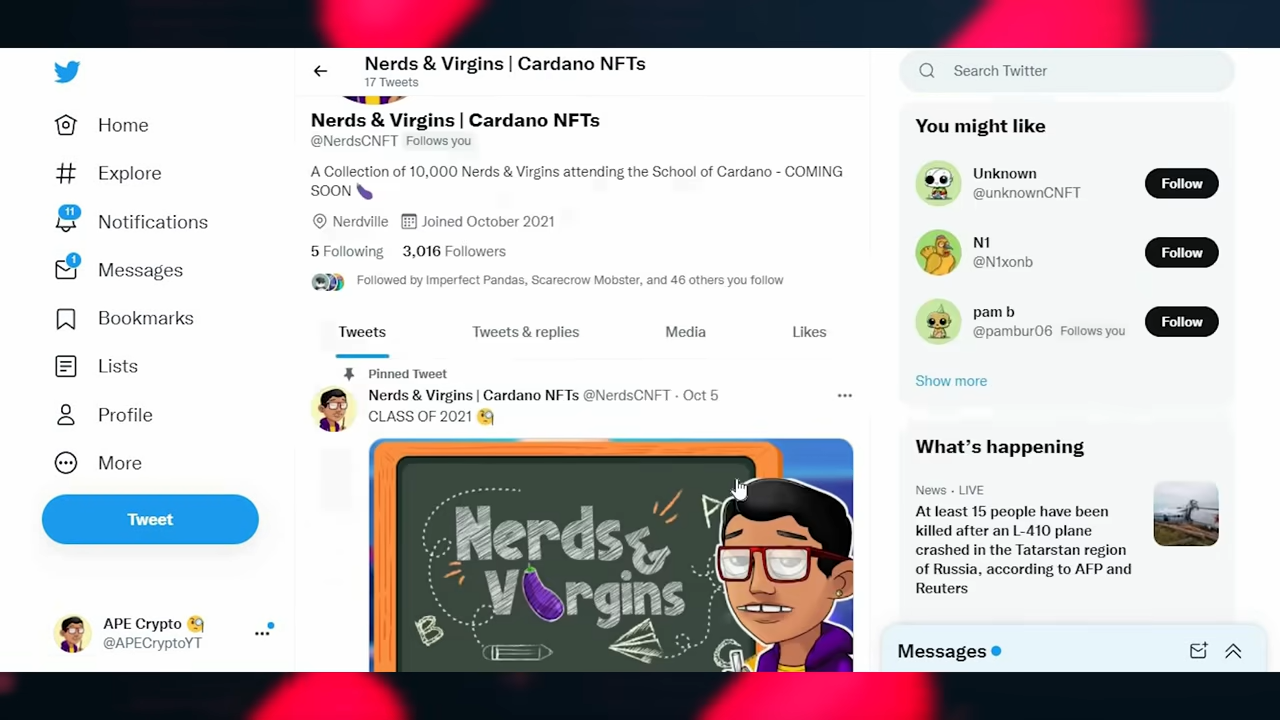 Home
Explore
11
Notifications
1
Messages
Bookmarks
Lists
Profile
More
Tweet
APE Crypto
@APECryptoYT
Nerds & Virgins | Cardano NFTs
17 Tweets
Nerds & Virgins | Cardano NFTs
@NerdsCNFT Follows you
A Collection of 10,000 Nerds & Virgins attending the School of Cardano - COMING
SOON 🍆
Nerdville Joined October 2021
5 Following 3,016 Followers
Followed by Imperfect Pandas, Scarecrow Mobster, and 46 others you follow
Tweets Tweets & replies Media Likes
Pinned Tweet
Nerds & Virgins | Cardano NFTs @NerdsCNFT · Oct 5
CLASS OF 2021 🧐
Nerds &
V🍆rgins
B
Search Twitter
You might like
Unknown
@unknownCNFT
Follow
N1
@N1xonb
Follow
pam b
@pambur06 Follows you
Follow
Show more
What's happening
News · LIVE
At least 15 people have been
killed after an L-410 plane
crashed in the Tatarstan region
of Russia, according to AFP and
Reuters
Messages